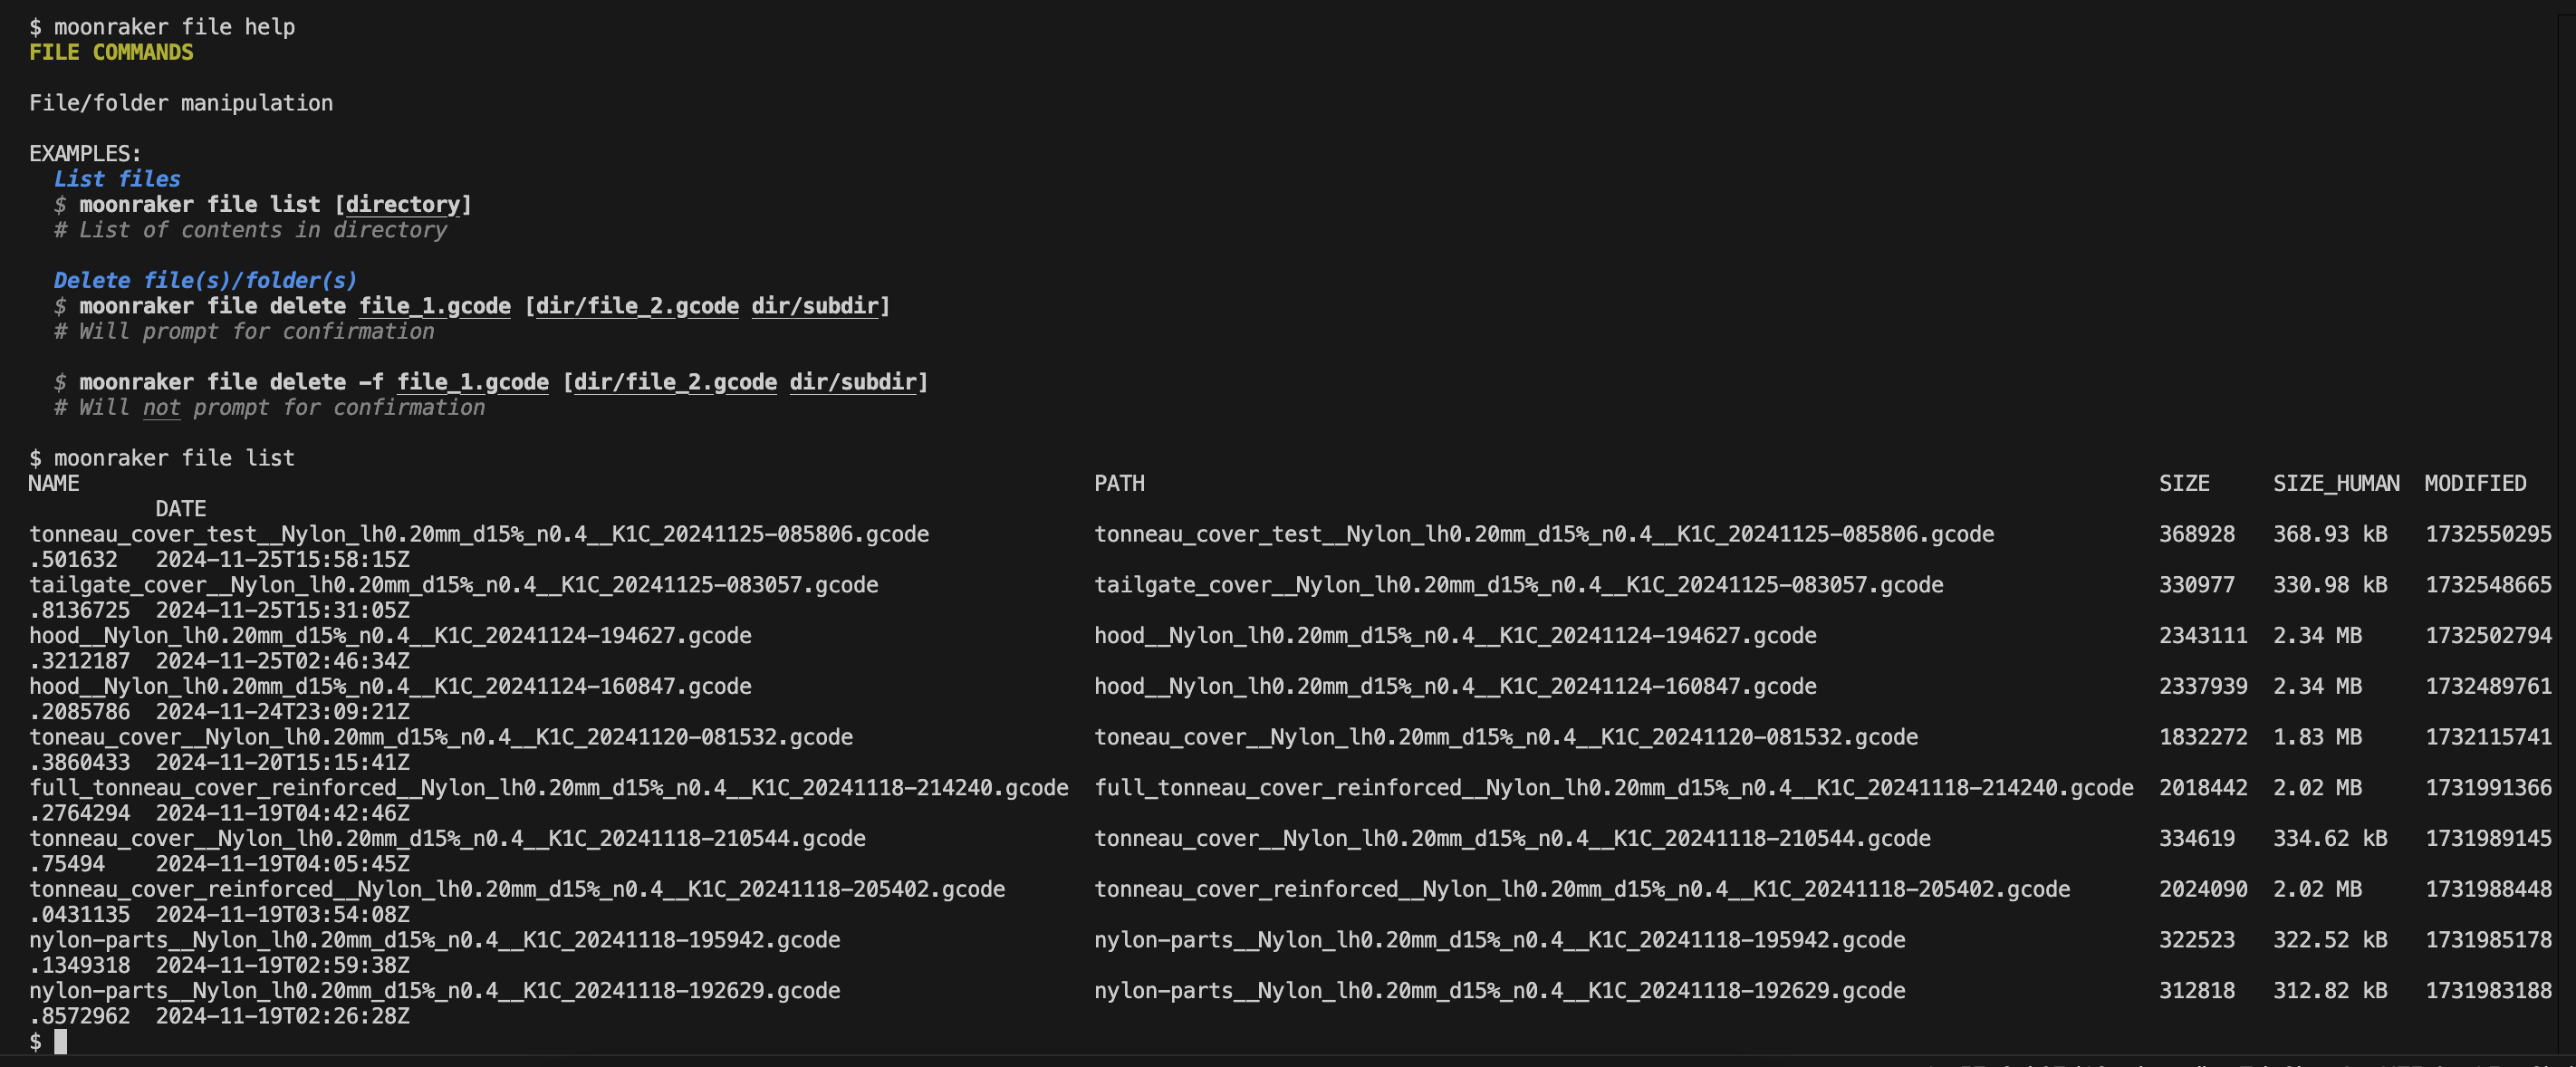 $ moonraker file help
FILE COMMANDS
File/folder manipulation
EXAMPLES:
List files
$ moonraker file list [directory]
# List of contents in directory
Delete file(s)/folder(s)
$ moonraker file delete file_1.gcode [dir/file_2.gcode dir/subdir]
# Will prompt for confirmation
$ moonraker file delete -f file_1.gcode [dir/file_2.gcode dir/subdir]
# Will not prompt for confirmation
$ moonraker file list
NAME PATH SIZE SIZE_HUMAN MODIFIED
DATE
tonneau_cover_test__Nylon_lh0.20mm_d15%_n0.4__K1C_20241125-085806.gcode tonneau_cover_test__Nylon_lh0.20mm_d15%_n0.4__K1C_20241125-085806.gcode 368928 368.93 kB 1732550295
.501632 2024-11-25T15:58:15Z
tailgate_cover__Nylon_lh0.20mm_d15%_n0.4__K1C_20241125-083057.gcode tailgate_cover__Nylon_lh0.20mm_d15%_n0.4__K1C_20241125-083057.gcode 330977 330.98 kB 1732548665
.8136725 2024-11-25T15:31:05Z
hood__Nylon_lh0.20mm_d15%_n0.4__K1C_20241124-194627.gcode hood__Nylon_lh0.20mm_d15%_n0.4__K1C_20241124-194627.gcode 2343111 2.34 MB 1732502794
.3212187 2024-11-25T02:46:34Z
hood__Nylon_lh0.20mm_d15%_n0.4__K1C_20241124-160847.gcode hood__Nylon_lh0.20mm_d15%_n0.4__K1C_20241124-160847.gcode 2337939 2.34 MB 1732489761
.2085786 2024-11-24T23:09:21Z
toneau_cover__Nylon_lh0.20mm_d15%_n0.4__K1C_20241120-081532.gcode toneau_cover__Nylon_lh0.20mm_d15%_n0.4__K1C_20241120-081532.gcode 1832272 1.83 MB 1732115741
.3860433 2024-11-20T15:15:41Z
full_tonneau_cover_reinforced__Nylon_lh0.20mm_d15%_n0.4__K1C_20241118-214240.gcode full_tonneau_cover_reinforced__Nylon_lh0.20mm_d15%_n0.4__K1C_20241118-214240.gcode 2018442 2.02 MB 1731991366
.2764294 2024-11-19T04:42:46Z
tonneau_cover__Nylon_lh0.20mm_d15%_n0.4__K1C_20241118-210544.gcode tonneau_cover__Nylon_lh0.20mm_d15%_n0.4__K1C_20241118-210544.gcode 334619 334.62 kB 1731989145
.75494 2024-11-19T04:05:45Z
tonneau_cover_reinforced__Nylon_lh0.20mm_d15%_n0.4__K1C_20241118-205402.gcode tonneau_cover_reinforced__Nylon_lh0.20mm_d15%_n0.4__K1C_20241118-205402.gcode 2024090 2.02 MB 1731988448
.0431135 2024-11-19T03:54:08Z
nylon-parts__Nylon_lh0.20mm_d15%_n0.4__K1C_20241118-195942.gcode nylon-parts__Nylon_lh0.20mm_d15%_n0.4__K1C_20241118-195942.gcode 322523 322.52 kB 1731985178
.1349318 2024-11-19T02:59:38Z
nylon-parts__Nylon_lh0.20mm_d15%_n0.4__K1C_20241118-192629.gcode nylon-parts__Nylon_lh0.20mm_d15%_n0.4__K1C_20241118-192629.gcode 312818 312.82 kB 1731983188
.8572962 2024-11-19T02:26:28Z
$